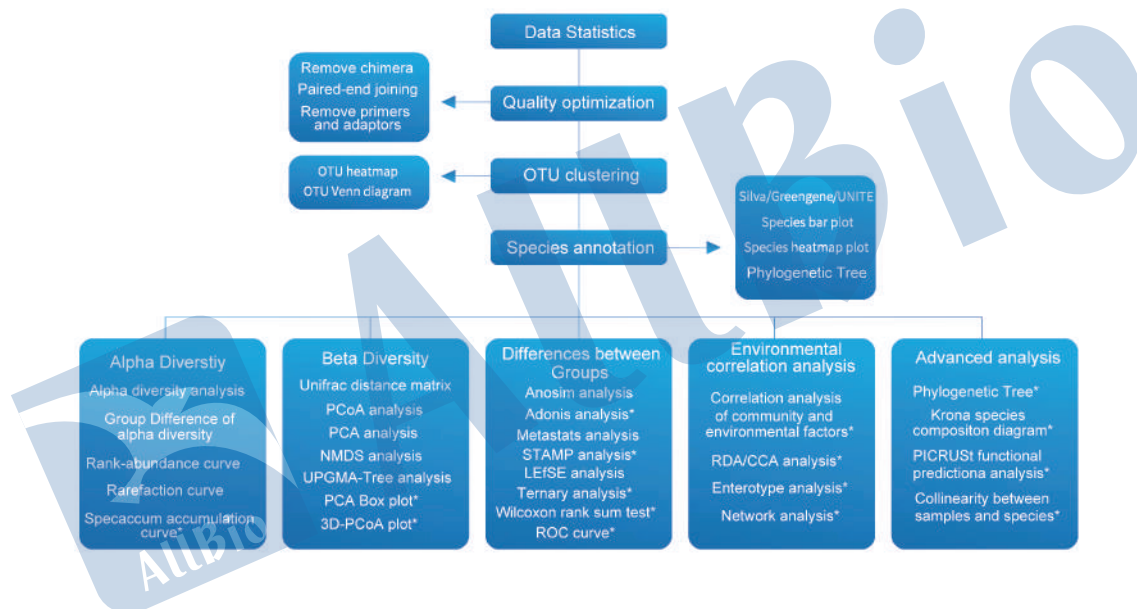 Data Statistics
Remove chimera
Paired-end joining
Remove primers
and adaptors
Quality optimization
OTU heatmap
OTU Venn diagram
OTU clustering
Silva/Greengene/UNITE
Species bar plot
Species heatmap plot
Phylogenetic Tree
Species annotation
Alpha Diverstiy
Alpha diversity analysis
Group Difference of
alpha diversity
Rank-abundance curve
Rarefaction curve
Specaccum accumulation
curve*
Beta Diversity
Unifrac distance matrix
PCoA analysis
PCA analysis
NMDS analysis
UPGMA-Tree analysis
PCA Box plot*
3D-PCoA plot*
Differences between
Groups
Anosim analysis
Adonis analysis*
Metastats analysis
STAMP analysis*
LEfSE analysis
Ternary analysis*
Wilcoxon rank sum test*
ROC curve*
Environmental
correlation analysis
Correlation analysis
of community and
environmental factors*
RDA/CCA analysis*
Enterotype analysis*
Network analysis*
Advanced analysis
Phylogenetic Tree*
Krona species
compositon diagram*
PICRUSt functional
predictiona analysis*
Collinearity between
samples and species*
AllBio
AllBio